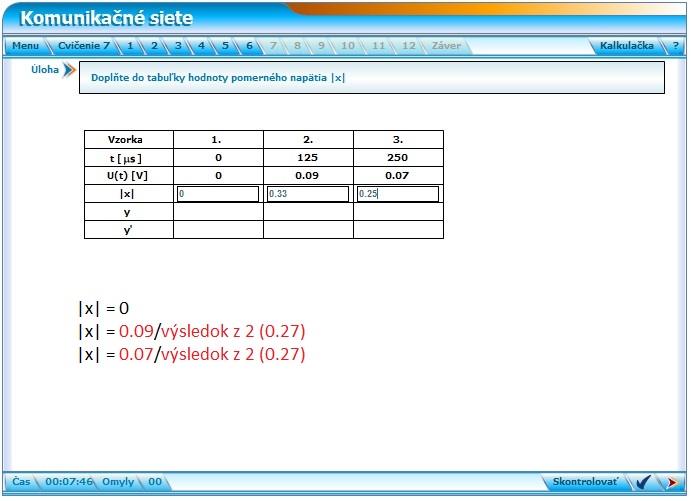 Komunikačné siete
Menu Cvičenie 7 1 2 3 4 5 6 7 8 9 10 11 12 Záver Kalkulačka ?
Úloha Doplňte do tabuľky hodnoty pomerného napätia |x|
Vzorka 1. 2. 3.
t [ μs ] 0 125 250
U(t) [V] 0 0.09 0.07
|x| 0 0.33 0.25
y
y'
|x| = 0
|x| = 0.09/výsledok z 2 (0.27)
|x| = 0.07/výsledok z 2 (0.27)
Čas 00:07:46 Omyly 00 Skontrolovať